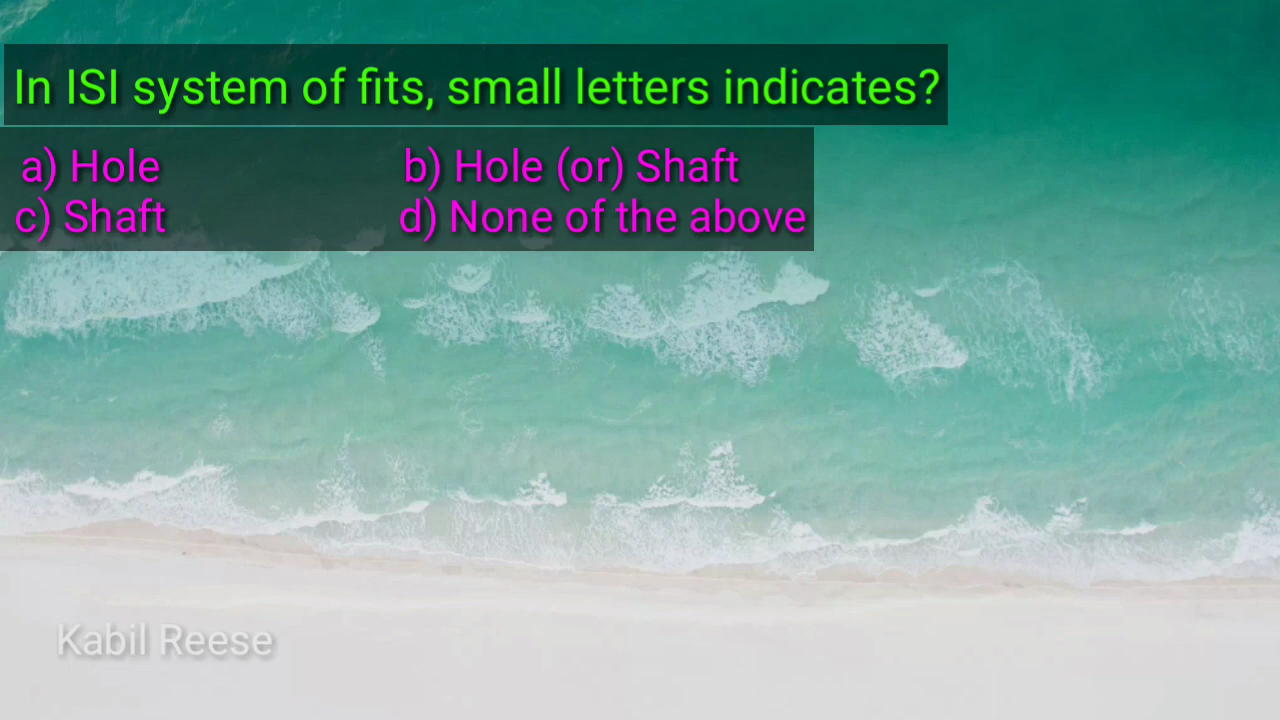 In ISI system of fits, small letters indicates?
a) Hole b) Hole (or) Shaft
c) Shaft d) None of the above
Kabil Reese